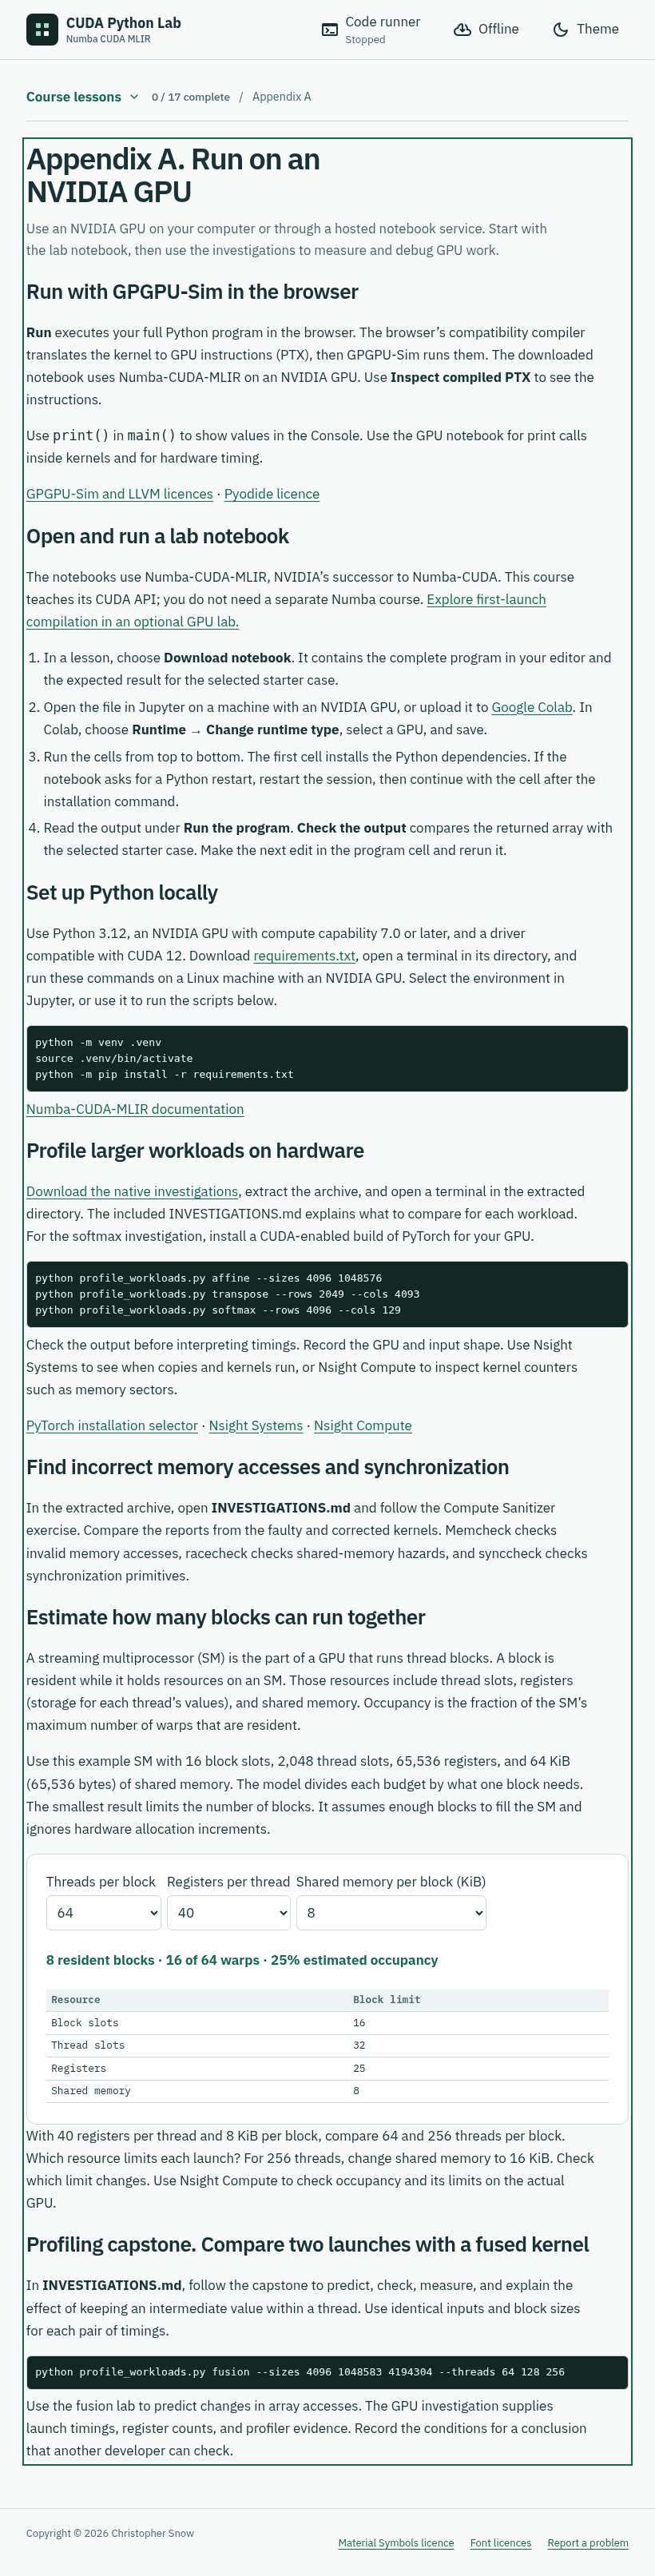 CUDA Python Lab
Numba CUDA MLIR
Code runner
Stopped
Offline
Theme
Course lessons
0 / 17 complete / Appendix A
Appendix A. Run on an
NVIDIA GPU
Use an NVIDIA GPU on your computer or through a hosted notebook service. Start with
the lab notebook, then use the investigations to measure and debug GPU work.
Run with GPGPU-Sim in the browser
Run executes your full Python program in the browser. The browser’s compatibility compiler
translates the kernel to GPU instructions (PTX), then GPGPU-Sim runs them. The downloaded
notebook uses Numba-CUDA-MLIR on an NVIDIA GPU. Use Inspect compiled PTX to see the
instructions.
Use print() in main() to show values in the Console. Use the GPU notebook for print calls
inside kernels and for hardware timing.
GPGPU-Sim and LLVM licences · Pyodide licence
Open and run a lab notebook
The notebooks use Numba-CUDA-MLIR, NVIDIA’s successor to Numba-CUDA. This course
teaches its CUDA API; you do not need a separate Numba course. Explore first-launch
compilation in an optional GPU lab.
1. In a lesson, choose Download notebook. It contains the complete program in your editor and
the expected result for the selected starter case.
2. Open the file in Jupyter on a machine with an NVIDIA GPU, or upload it to Google Colab. In
Colab, choose Runtime → Change runtime type, select a GPU, and save.
3. Run the cells from top to bottom. The first cell installs the Python dependencies. If the
notebook asks for a Python restart, restart the session, then continue with the cell after the
installation command.
4. Read the output under Run the program. Check the output compares the returned array with
the selected starter case. Make the next edit in the program cell and rerun it.
Set up Python locally
Use Python 3.12, an NVIDIA GPU with compute capability 7.0 or later, and a driver
compatible with CUDA 12. Download requirements.txt, open a terminal in its directory, and
run these commands on a Linux machine with an NVIDIA GPU. Select the environment in
Jupyter, or use it to run the scripts below.
python -m venv .venv
source .venv/bin/activate
python -m pip install -r requirements.txt
Numba-CUDA-MLIR documentation
Profile larger workloads on hardware
Download the native investigations, extract the archive, and open a terminal in the extracted
directory. The included INVESTIGATIONS.md explains what to compare for each workload.
For the softmax investigation, install a CUDA-enabled build of PyTorch for your GPU.
python profile_workloads.py affine --sizes 4096 1048576
python profile_workloads.py transpose --rows 2049 --cols 4093
python profile_workloads.py softmax --rows 4096 --cols 129
Check the output before interpreting timings. Record the GPU and input shape. Use Nsight
Systems to see when copies and kernels run, or Nsight Compute to inspect kernel counters
such as memory sectors.
PyTorch installation selector · Nsight Systems · Nsight Compute
Find incorrect memory accesses and synchronization
In the extracted archive, open INVESTIGATIONS.md and follow the Compute Sanitizer
exercise. Compare the reports from the faulty and corrected kernels. Memcheck checks
invalid memory accesses, racecheck checks shared-memory hazards, and synccheck checks
synchronization primitives.
Estimate how many blocks can run together
A streaming multiprocessor (SM) is the part of a GPU that runs thread blocks. A block is
resident while it holds resources on an SM. Those resources include thread slots, registers
(storage for each thread’s values), and shared memory. Occupancy is the fraction of the SM’s
maximum number of warps that are resident.
Use this example SM with 16 block slots, 2,048 thread slots, 65,536 registers, and 64 KiB
(65,536 bytes) of shared memory. The model divides each budget by what one block needs.
The smallest result limits the number of blocks. It assumes enough blocks to fill the SM and
ignores hardware allocation increments.
Threads per block Registers per thread Shared memory per block (KiB)
64 40 8
8 resident blocks · 16 of 64 warps · 25% estimated occupancy
Resource Block limit
Block slots 16
Thread slots 32
Registers 25
Shared memory 8
With 40 registers per thread and 8 KiB per block, compare 64 and 256 threads per block.
Which resource limits each launch? For 256 threads, change shared memory to 16 KiB. Check
which limit changes. Use Nsight Compute to check occupancy and its limits on the actual
GPU.
Profiling capstone. Compare two launches with a fused kernel
In INVESTIGATIONS.md, follow the capstone to predict, check, measure, and explain the
effect of keeping an intermediate value within a thread. Use identical inputs and block sizes
for each pair of timings.
python profile_workloads.py fusion --sizes 4096 1048583 4194304 --threads 64 128 256
Use the fusion lab to predict changes in array accesses. The GPU investigation supplies
launch timings, register counts, and profiler evidence. Record the conditions for a conclusion
that another developer can check.
Copyright © 2026 Christopher Snow
Material Symbols licence Font licences Report a problem